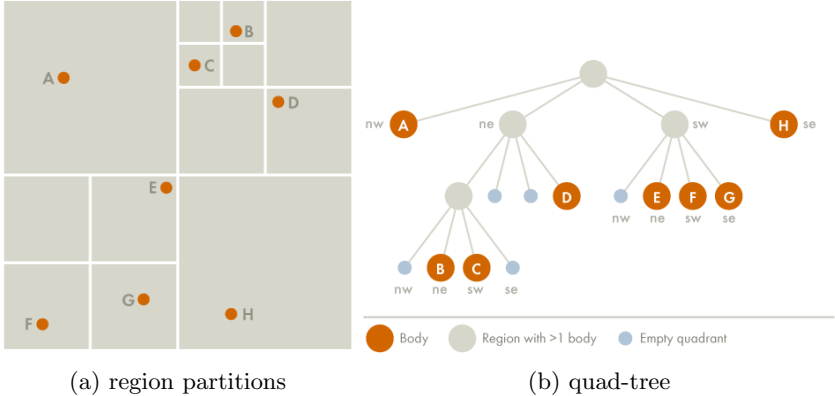 B
C
A
D
E
G
F
H
nw A ne sw H se
D E F G
nw ne sw se
B C
nw ne sw se
Body Region with >1 body Empty quadrant
(a) region partitions (b) quad-tree